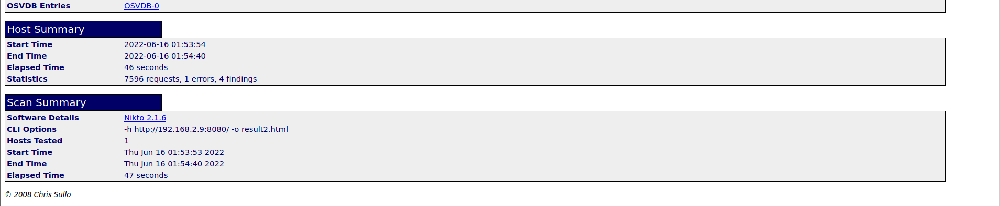 OSVDB Entries OSVDB-0
Host Summary
Start Time 2022-06-16 01:53:54
End Time 2022-06-16 01:54:40
Elapsed Time 46 seconds
Statistics 7596 requests, 1 errors, 4 findings
Scan Summary
Software Details Nikto 2.1.6
CLI Options -h http://192.168.2.9:8080/ -o result2.html
Hosts Tested 1
Start Time Thu Jun 16 01:53:53 2022
End Time Thu Jun 16 01:54:40 2022
Elapsed Time 47 seconds
© 2008 Chris Sullo